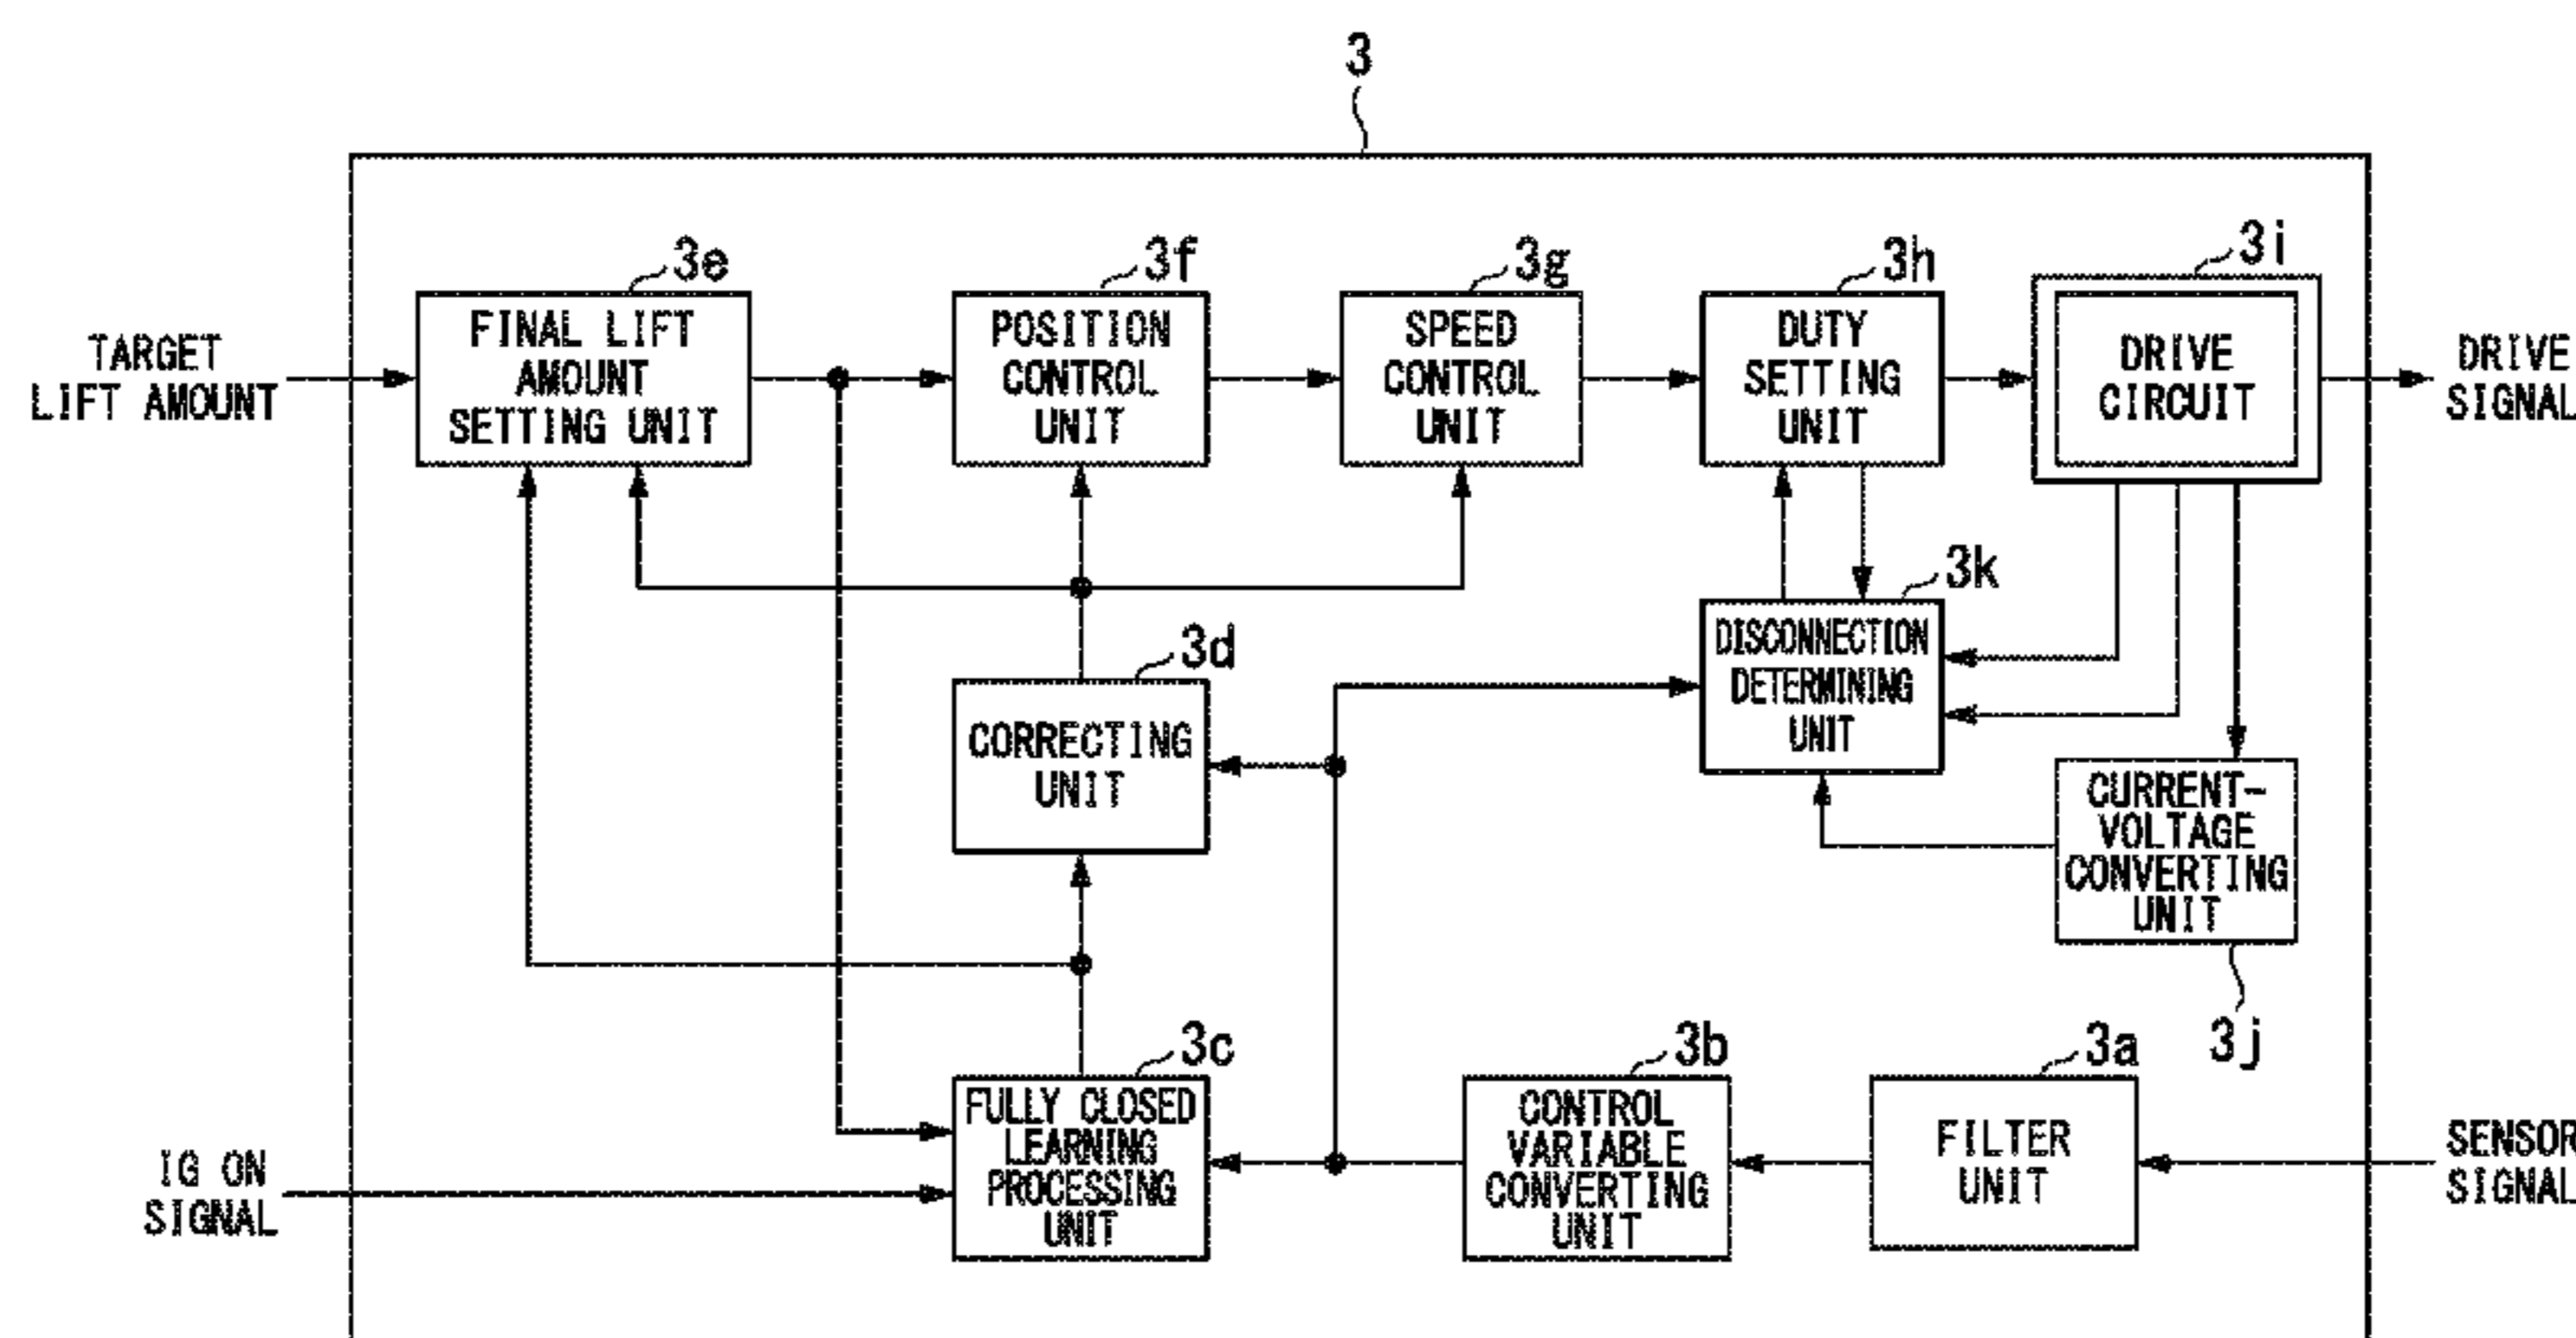 3
3e
3f
3g
3h
3i
TARGET
LIFT AMOUNT
FINAL LIFT
AMOUNT
SETTING UNIT
POSITION
CONTROL
UNIT
SPEED
CONTROL
UNIT
DUTY
SETTING
UNIT
DRIVE
CIRCUIT
DRIVE
SIGNAL
3k
DISCONNECTION
DETERMINING
UNIT
3d
CORRECTING
UNIT
CURRENT-
VOLTAGE
CONVERTING
UNIT
3j
3c
3b
3a
IG ON
SIGNAL
FULLY CLOSED
LEARNING
PROCESSING
UNIT
CONTROL
VARIABLE
CONVERTING
UNIT
FILTER
UNIT
SENSOR
SIGNAL